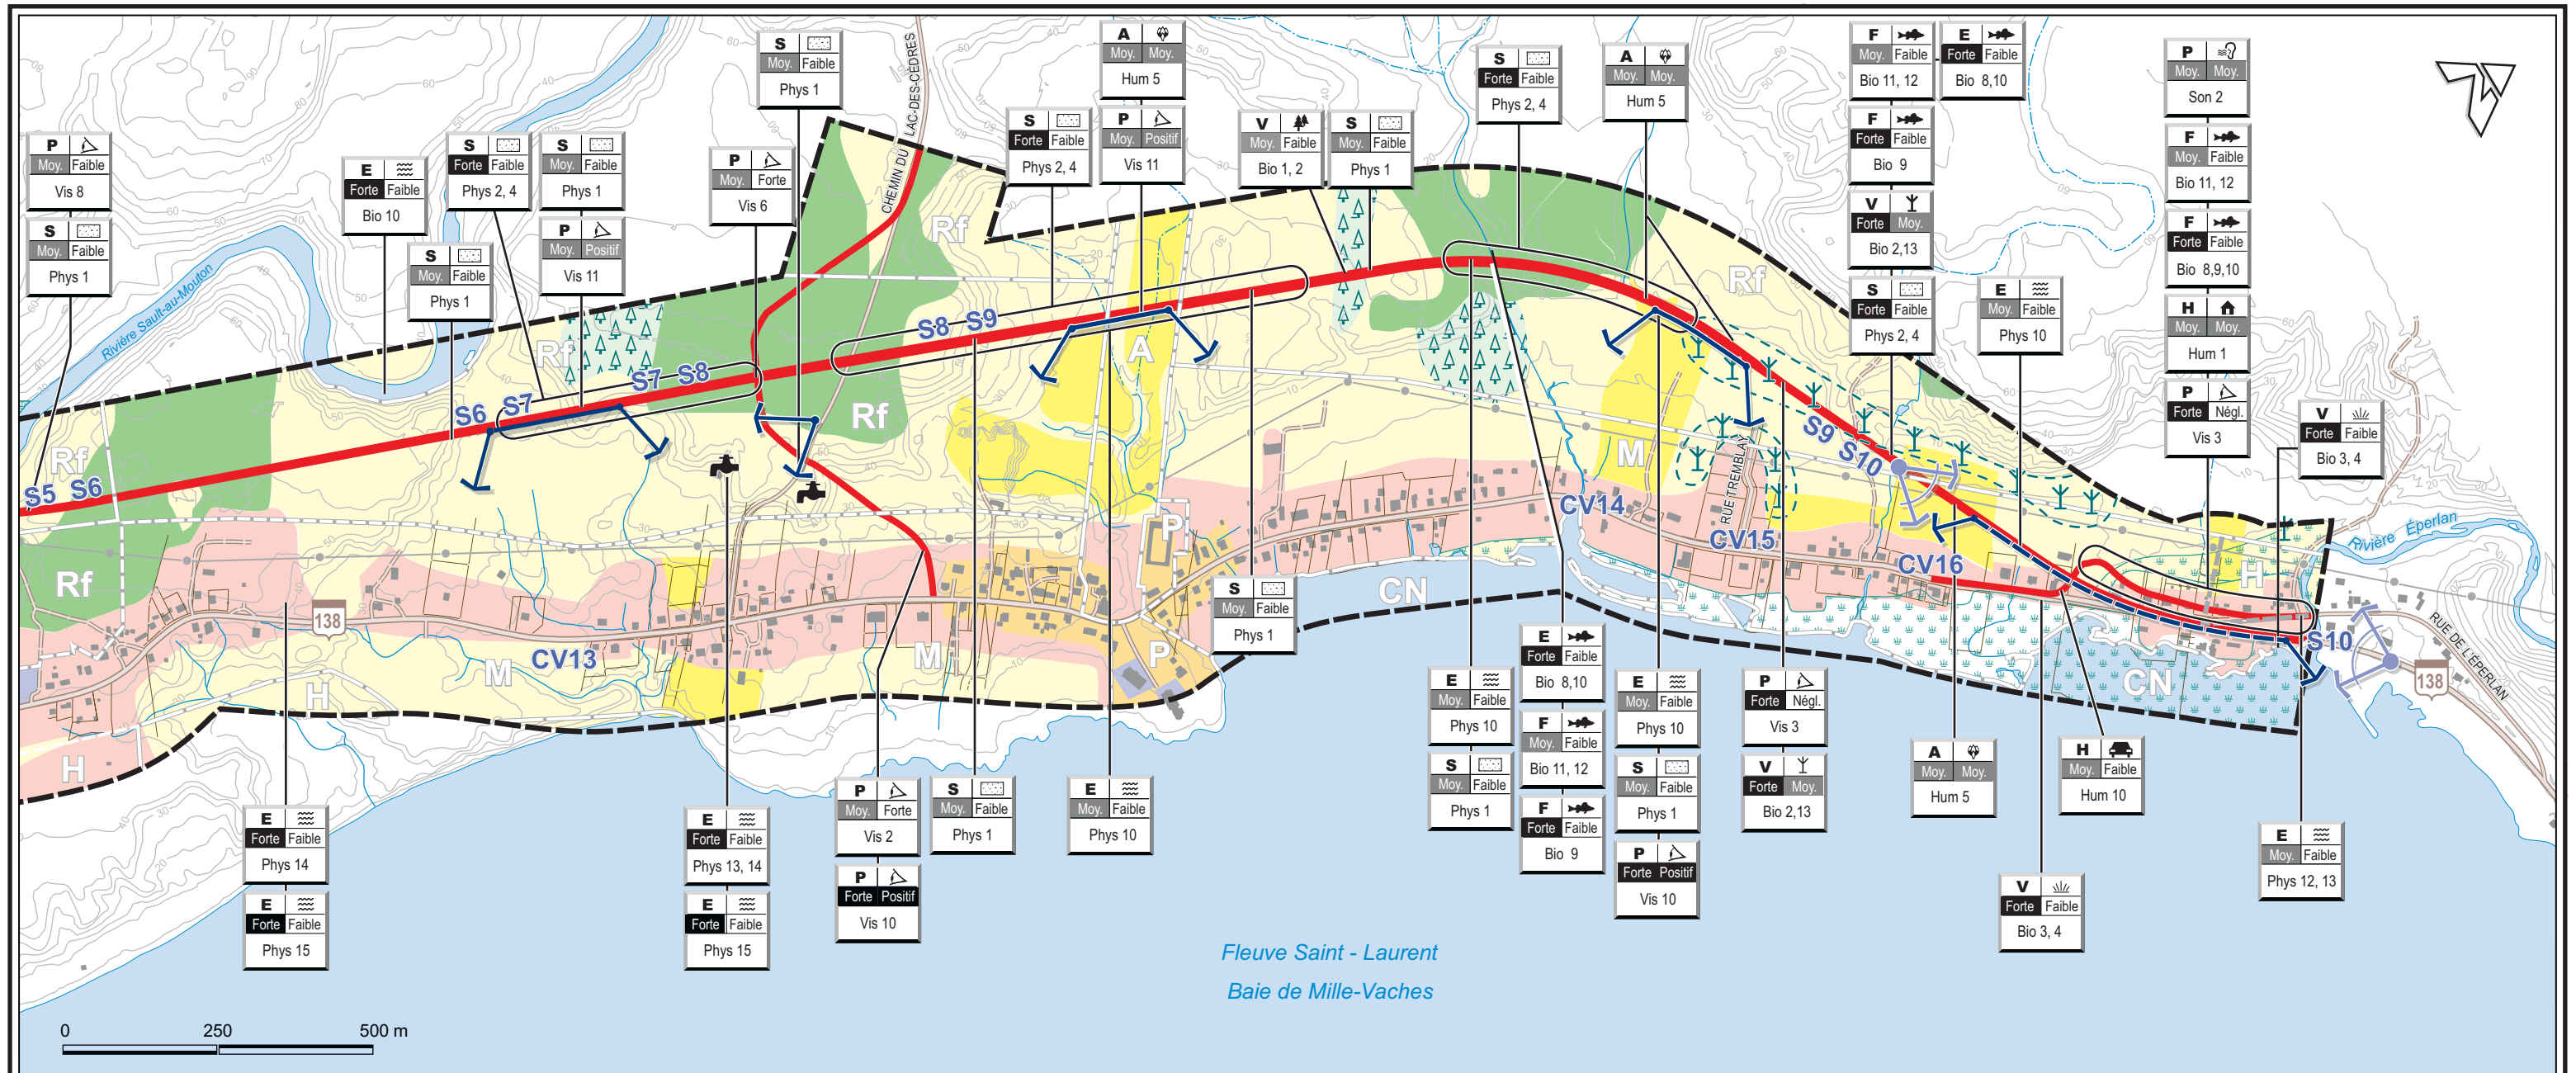 P
Moy. Faible
Vis 8
S
Moy. Faible
Phys 1
E
Forte Faible
Bio 10
S
Forte Faible
Phys 2, 4
S
Moy. Faible
Phys 1
S
Moy. Faible
Phys 1
P
Moy. Positif
Vis 11
P
Moy. Forte
Vis 6
S
Moy. Faible
Phys 1
CHEMIN DU LAC-DES-CÈDRES
S
Forte Faible
Phys 2, 4
A
Moy. Moy.
Hum 5
P
Moy. Positif
Vis 11
V
Moy. Faible
Bio 1, 2
S
Moy. Faible
Phys 1
S
Forte Faible
Phys 2, 4
A
Moy. Moy.
Hum 5
F
Moy. Faible
Bio 11, 12
E
Forte Faible
Bio 8,10
F
Forte Faible
Bio 9
V
Forte Moy.
Bio 2,13
S
Forte Faible
Phys 2, 4
E
Moy. Faible
Phys 10
P
Moy. Moy.
Son 2
F
Moy. Faible
Bio 11, 12
F
Forte Faible
Bio 8,9,10
H
Moy. Moy.
Hum 1
P
Forte Négl.
Vis 3
V
Forte Faible
Bio 3, 4
Rivière Sault-au-Mouton
Rf
Rf
Rf
Rf
Rf
Rf
S5 S6
S6 S7
S7 S8
S8 S9
S9 S10
S10
A
M
P
P
M
M
H
H
H
CN
CN
CV13
CV14
CV15
CV16
RUE TREMBLAY
Rivière Éperlan
RUE DE L'ÉPERLAN
138
138
S
Moy. Faible
Phys 1
E
Forte Faible
Phys 14
E
Forte Faible
Phys 15
E
Forte Faible
Phys 13, 14
E
Forte Faible
Phys 15
P
Moy. Forte
Vis 2
P
Forte Positif
Vis 10
S
Moy. Faible
Phys 1
E
Moy. Faible
Phys 10
E
Moy. Faible
Phys 10
S
Moy. Faible
Phys 1
E
Forte Faible
Bio 8,10
F
Moy. Faible
Bio 11, 12
F
Forte Faible
Bio 9
E
Moy. Faible
Phys 10
S
Moy. Faible
Phys 1
P
Forte Positif
Vis 10
P
Forte Négl.
Vis 3
V
Forte Moy.
Bio 2,13
A
Moy. Moy.
Hum 5
H
Moy. Faible
Hum 10
V
Forte Faible
Bio 3, 4
E
Moy. Faible
Phys 12, 13
Fleuve Saint - Laurent
Baie de Mille-Vaches
0 250 500 m